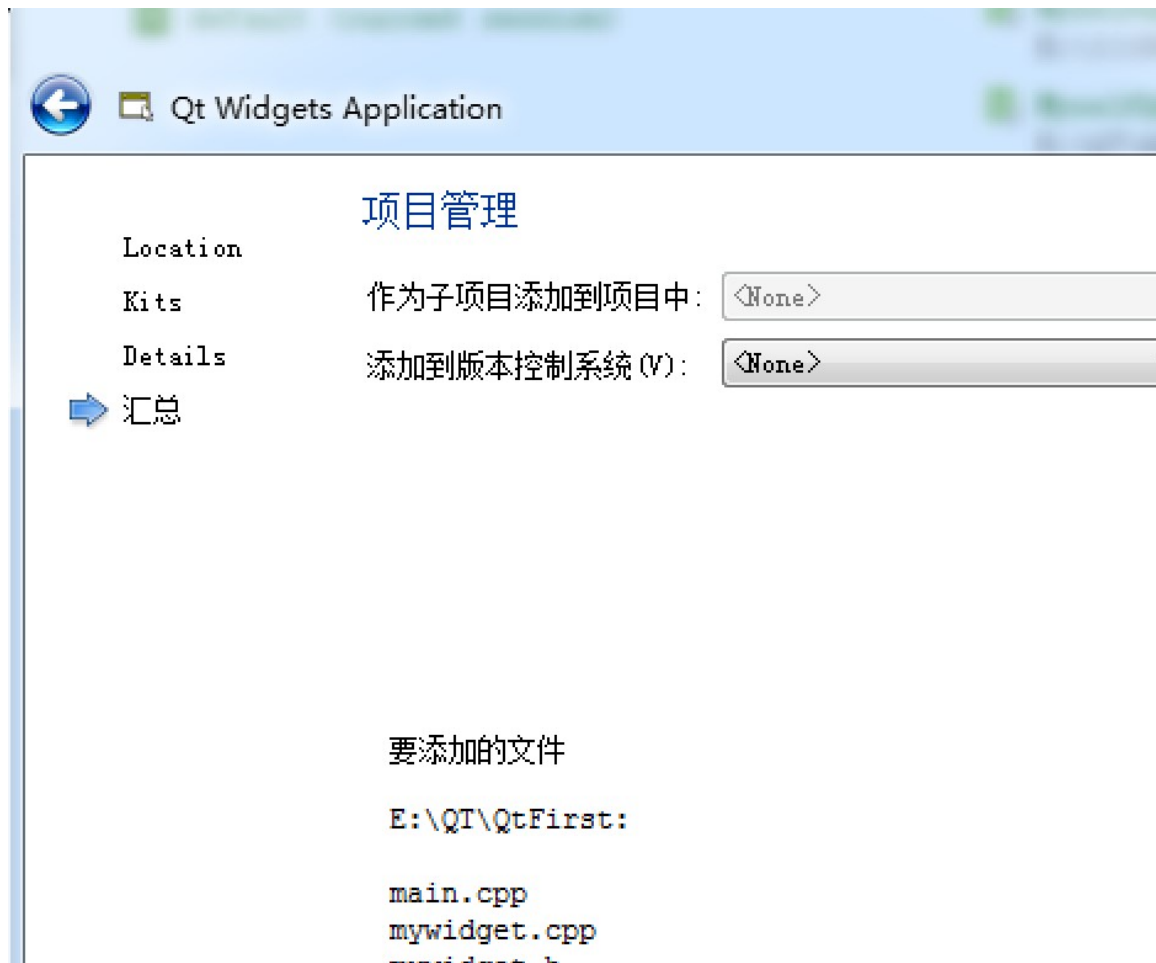 Qt Widgets Application
项目管理
Location
Kits
Details
汇总
作为子项目添加到项目中: <None>
添加到版本控制系统(V): <None>
要添加的文件
E:\QT\QtFirst:
main.cpp
mywidget.cpp